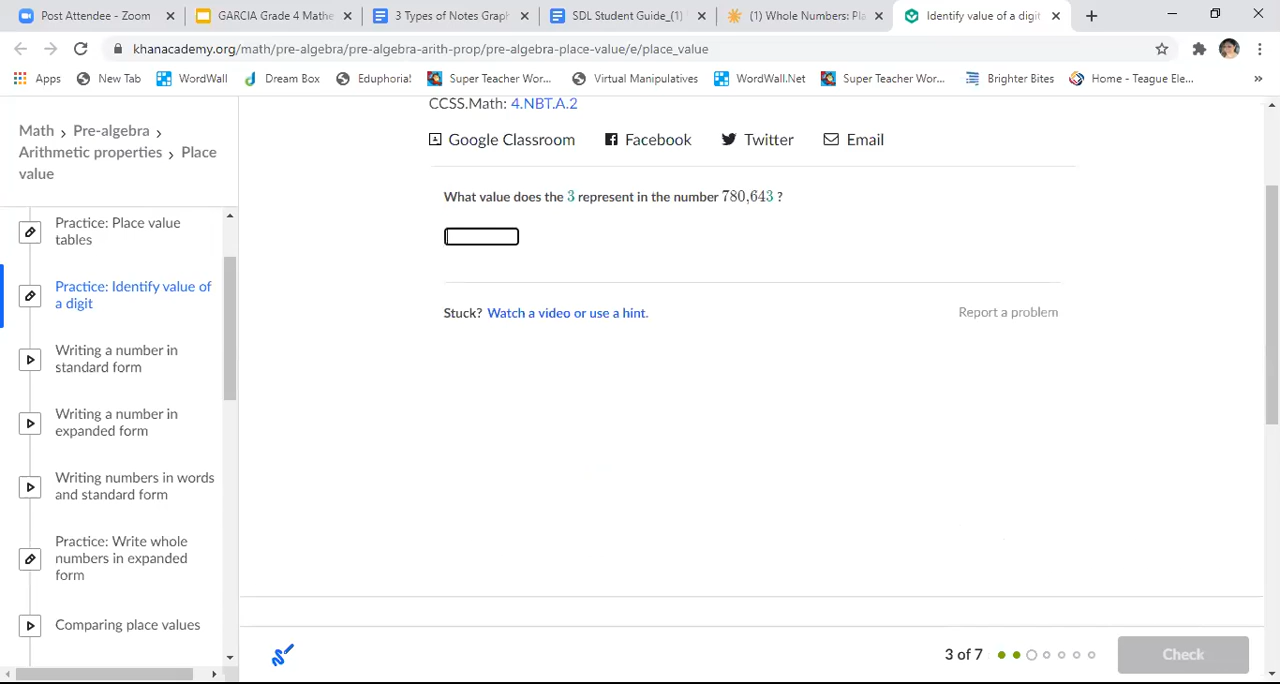 Post Attendee - Zoom
GARCIA Grade 4 Mathe
3 Types of Notes Grap
SDL Student Guide_(1)
(1) Whole Numbers: Pla
Identify value of a digit
khanacademy.org/math/pre-algebra/pre-algebra-arith-prop/pre-algebra-place-value/e/place_value
Apps
New Tab
WordWall
Dream Box
Eduphoria!
Super Teacher Wor...
Virtual Manipulatives
WordWall.Net
Super Teacher Wor...
Brighter Bites
Home - Teague Ele...
»
Math › Pre-algebra ›
Arithmetic properties › Place
value
Practice: Place value
tables
Practice: Identify value of
a digit
Writing a number in
standard form
Writing a number in
expanded form
Writing numbers in words
and standard form
Practice: Write whole
numbers in expanded
form
Comparing place values
CCSS.Math: 4.NBT.A.2
Google Classroom
Facebook
Twitter
Email
What value does the 3 represent in the number 780,643 ?
Stuck? Watch a video or use a hint.
Report a problem
3 of 7
Check